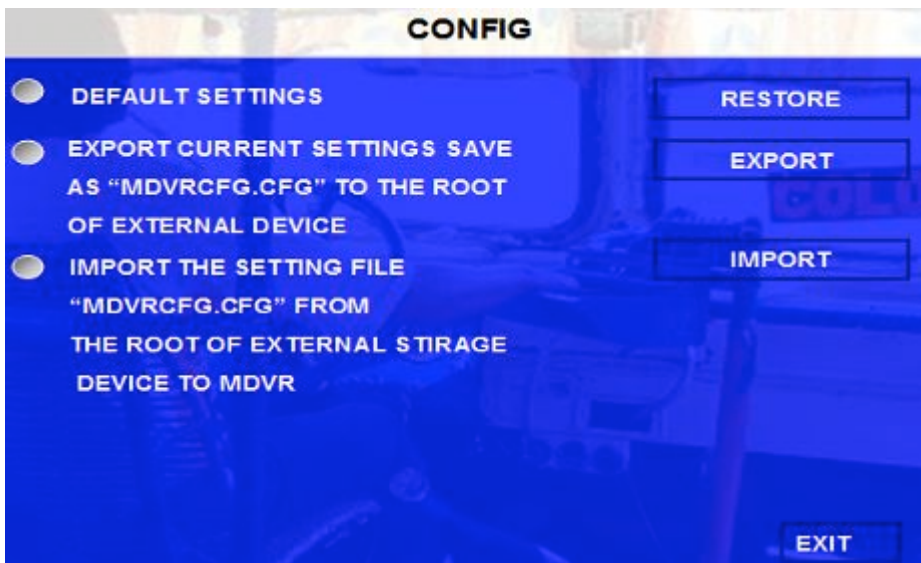 CONFIG
DEFAULT SETTINGS
RESTORE
EXPORT CURRENT SETTINGS SAVE
AS “MDVRCFG.CFG” TO THE ROOT
OF EXTERNAL DEVICE
EXPORT
IMPORT THE SETTING FILE
“MDVRCFG.CFG” FROM
THE ROOT OF EXTERNAL STIRAGE
DEVICE TO MDVR
IMPORT
EXIT